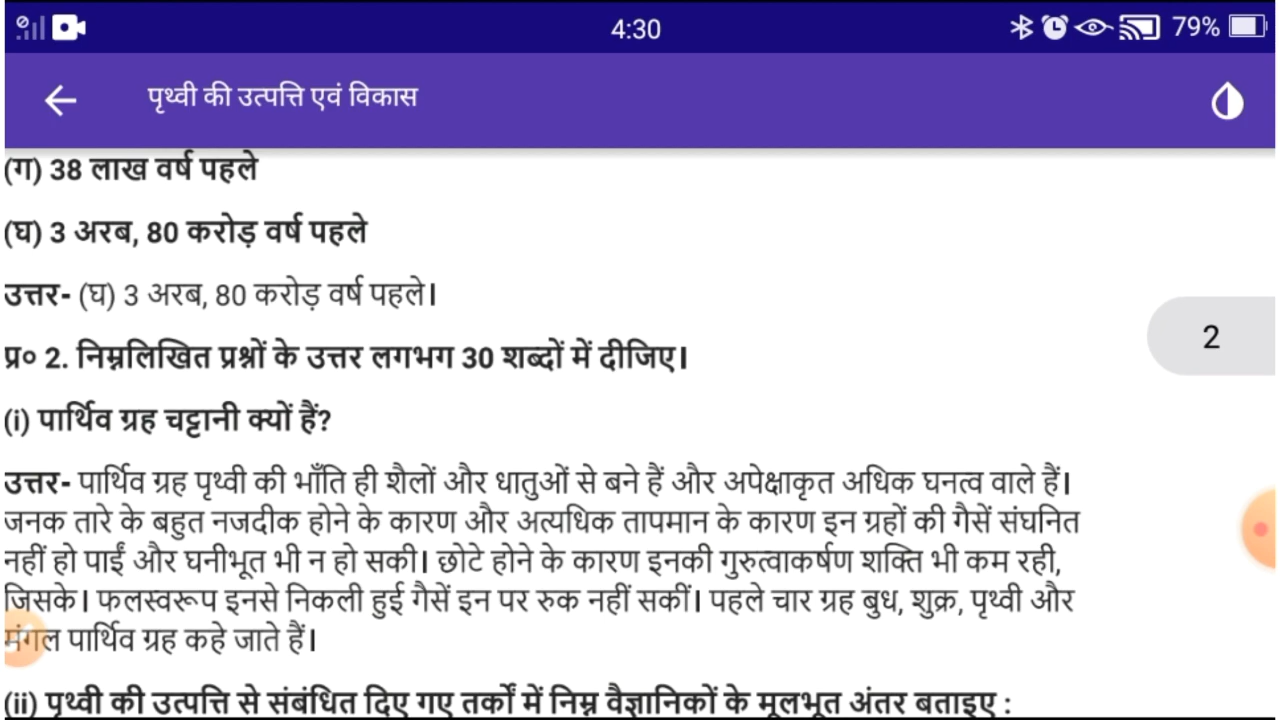 4:30
79%
पृथ्वी की उत्पत्ति एवं विकास
(ग) 38 लाख वर्ष पहले
(घ) 3 अरब, 80 करोड़ वर्ष पहले
उत्तर- (घ) 3 अरब, 80 करोड़ वर्ष पहले।
2
प्र० 2. निम्नलिखित प्रश्नों के उत्तर लगभग 30 शब्दों में दीजिए।
(i) पार्थिव ग्रह चट्टानी क्यों हैं?
उत्तर- पार्थिव ग्रह पृथ्वी की भाँति ही शैलों और धातुओं से बने हैं और अपेक्षाकृत अधिक घनत्व वाले हैं।
जनक तारे के बहुत नजदीक होने के कारण और अत्यधिक तापमान के कारण इन ग्रहों की गैसें संघनित
नहीं हो पाईं और घनीभूत भी न हो सकी। छोटे होने के कारण इनकी गुरुत्वाकर्षण शक्ति भी कम रही,
जिसके। फलस्वरूप इनसे निकली हुई गैसें इन पर रुक नहीं सकीं। पहले चार ग्रह बुध, शुक्र, पृथ्वी और
मंगल पार्थिव ग्रह कहे जाते हैं।
(ii) पृथ्वी की उत्पत्ति से संबंधित दिए गए तर्कों में निम्न वैज्ञानिकों के मूलभूत अंतर बताइए :